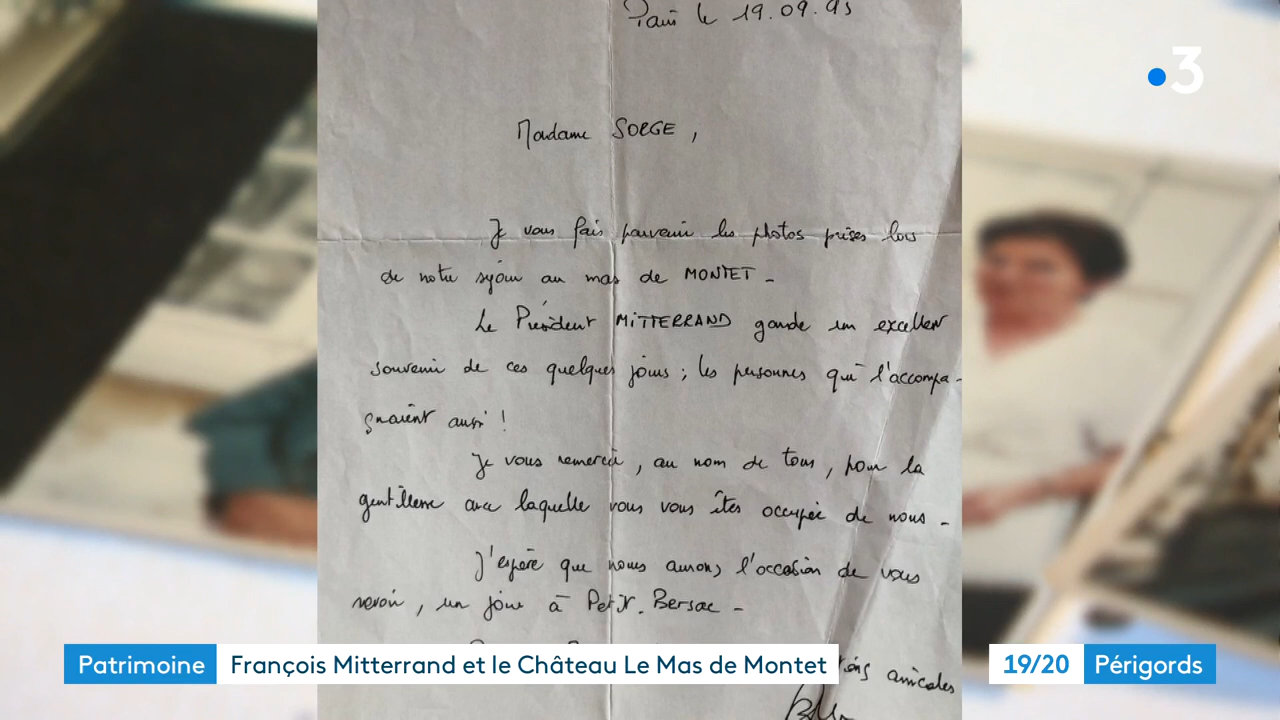 Paris le 19.09.95
3
Madame SORGE,
Je vous fais parvenir les photos prises lors
de notre séjour au mas de MONTET -
Le Président MITTERRAND garde un excellent
souvenir de ces quelques jours ; les personnes qui l'accompa-
gnaient aussi !
Je vous remercie, au nom de tous, pour la
gentillesse avec laquelle vous vous êtes occupée de nous -
J'espère que nous aurons l'occasion de vous
revoir, un jour à Petit-Bersac -
amicales
Patrimoine
François Mitterrand et le Château Le Mas de Montet
19/20 Périgords